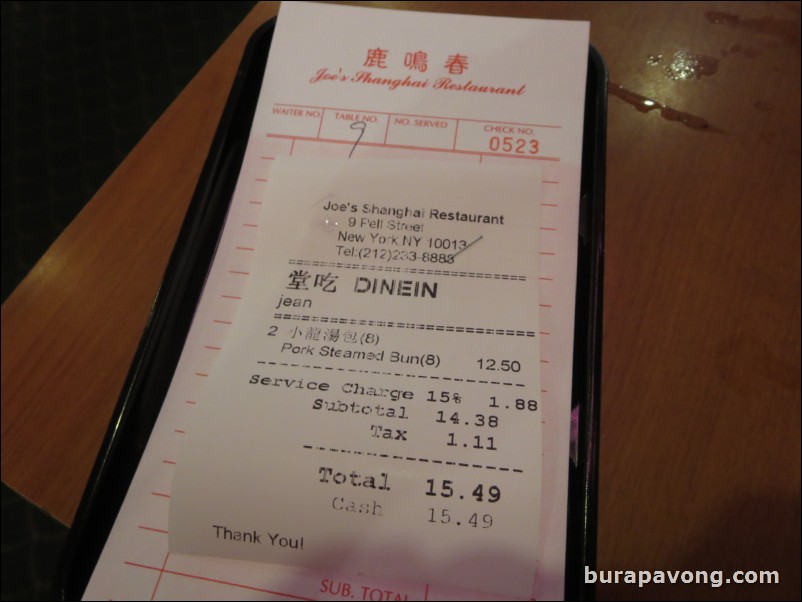 鹿鳴春
Joe's Shanghai Restaurant
WAITER NO. TABLE NO. NO. SERVED CHECK NO.
9 0523
Joe's Shanghai Restaurant
9 Pell Street
New York NY 10013
Tel:(212)233-8888
堂吃 DINEIN
jean
2 小龍湯包(8)
Pork Steamed Bun(8) 12.50
Service Charge 15% 1.88
Subtotal 14.38
Tax 1.11
Total 15.49
Cash 15.49
Thank You!
SUB. TOTAL
burapavong.com